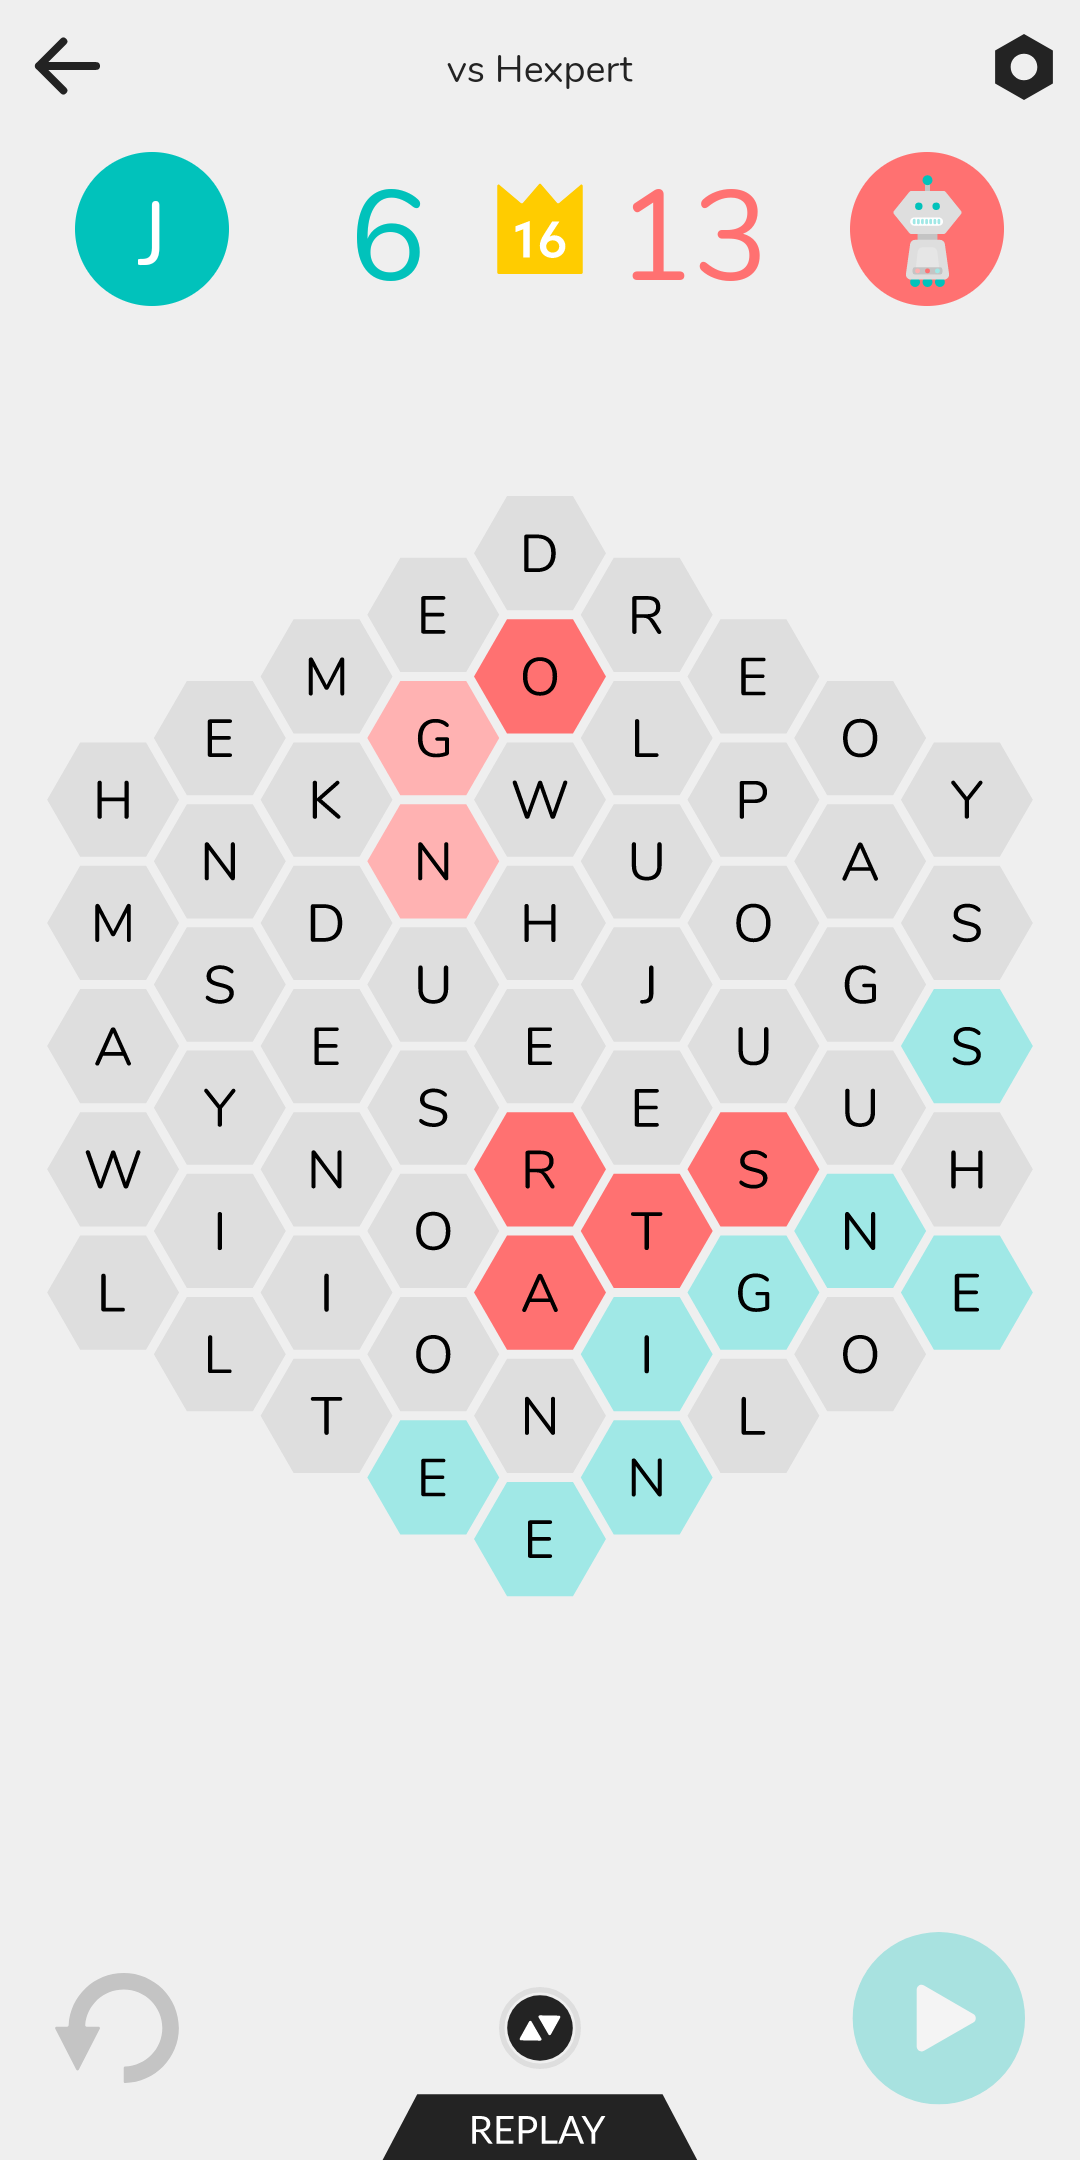 vs Hexpert
J 6 16 13
D
E R
M O E
E G L O
H K W P Y
N N U A
M D H O S
S U J G
A E E U S
Y S E U
W N R S H
I O T N
L I A G E
L O I O
T N L
E N
E
REPLAY